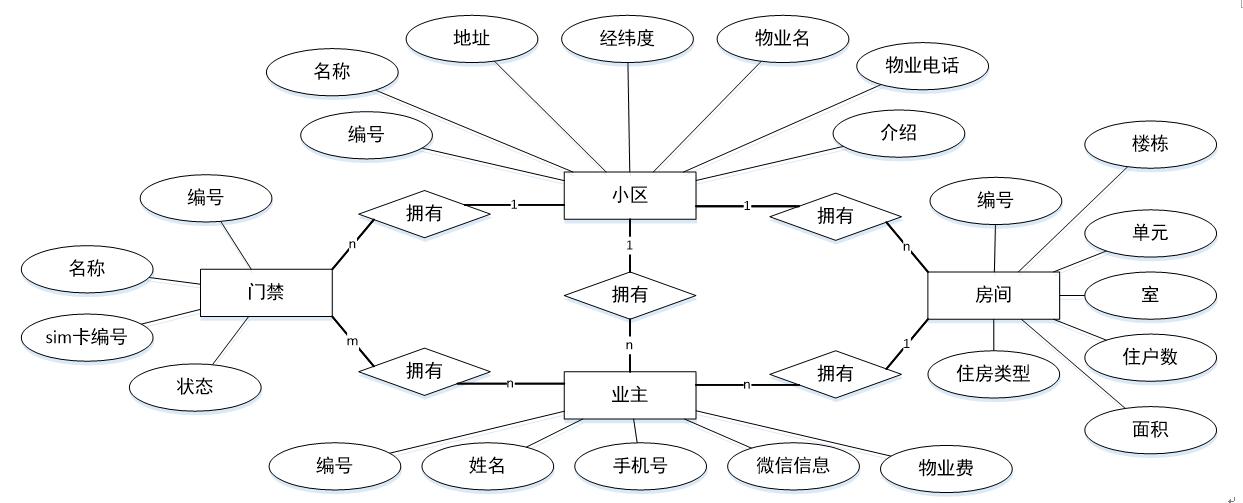 地址
经纬度
物业名
名称
物业电话
编号
介绍
楼栋
小区
编号
拥有
1
1
拥有
编号
n
1
n
单元
名称
门禁
拥有
房间
室
sim卡编号
m
n
1
住户数
状态
拥有
n
业主
n
拥有
住房类型
面积
编号
姓名
手机号
微信信息
物业费